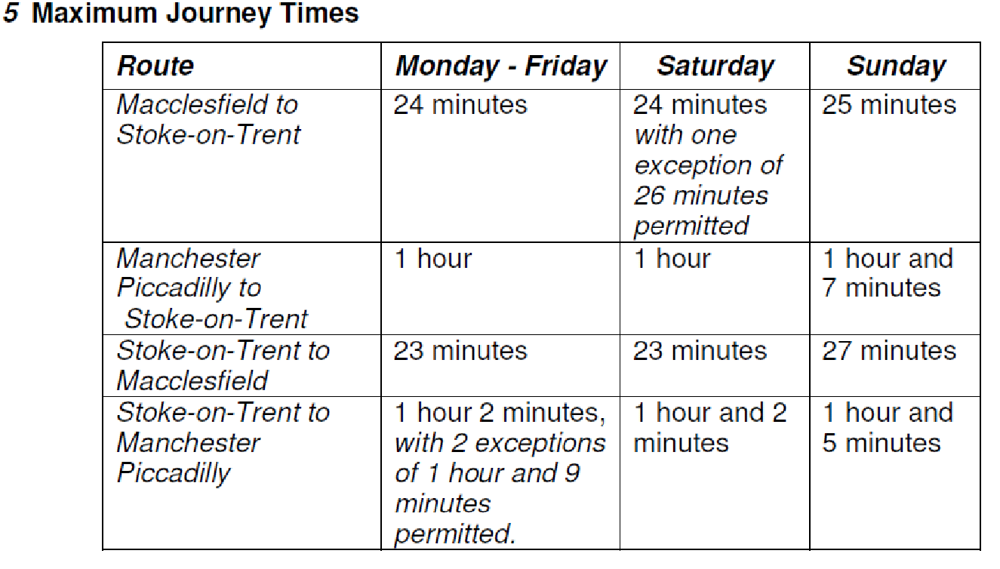 5 Maximum Journey Times
Route Monday - Friday Saturday Sunday
Macclesfield to
Stoke-on-Trent
24 minutes
24 minutes
with one
exception of
26 minutes
permitted
25 minutes
Manchester
Piccadilly to
Stoke-on-Trent
1 hour
1 hour
1 hour and
7 minutes
Stoke-on-Trent to
Macclesfield
23 minutes
23 minutes
27 minutes
Stoke-on-Trent to
Manchester
Piccadilly
1 hour 2 minutes,
with 2 exceptions
of 1 hour and 9
minutes
permitted.
1 hour and 2
minutes
1 hour and
5 minutes